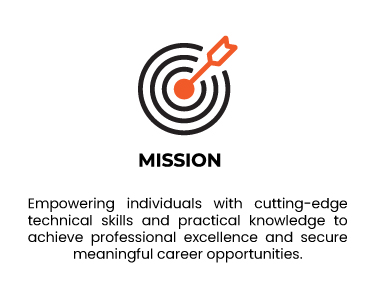 MISSION
Empowering individuals with cutting-edge
technical skills and practical knowledge to
achieve professional excellence and secure
meaningful career opportunities.